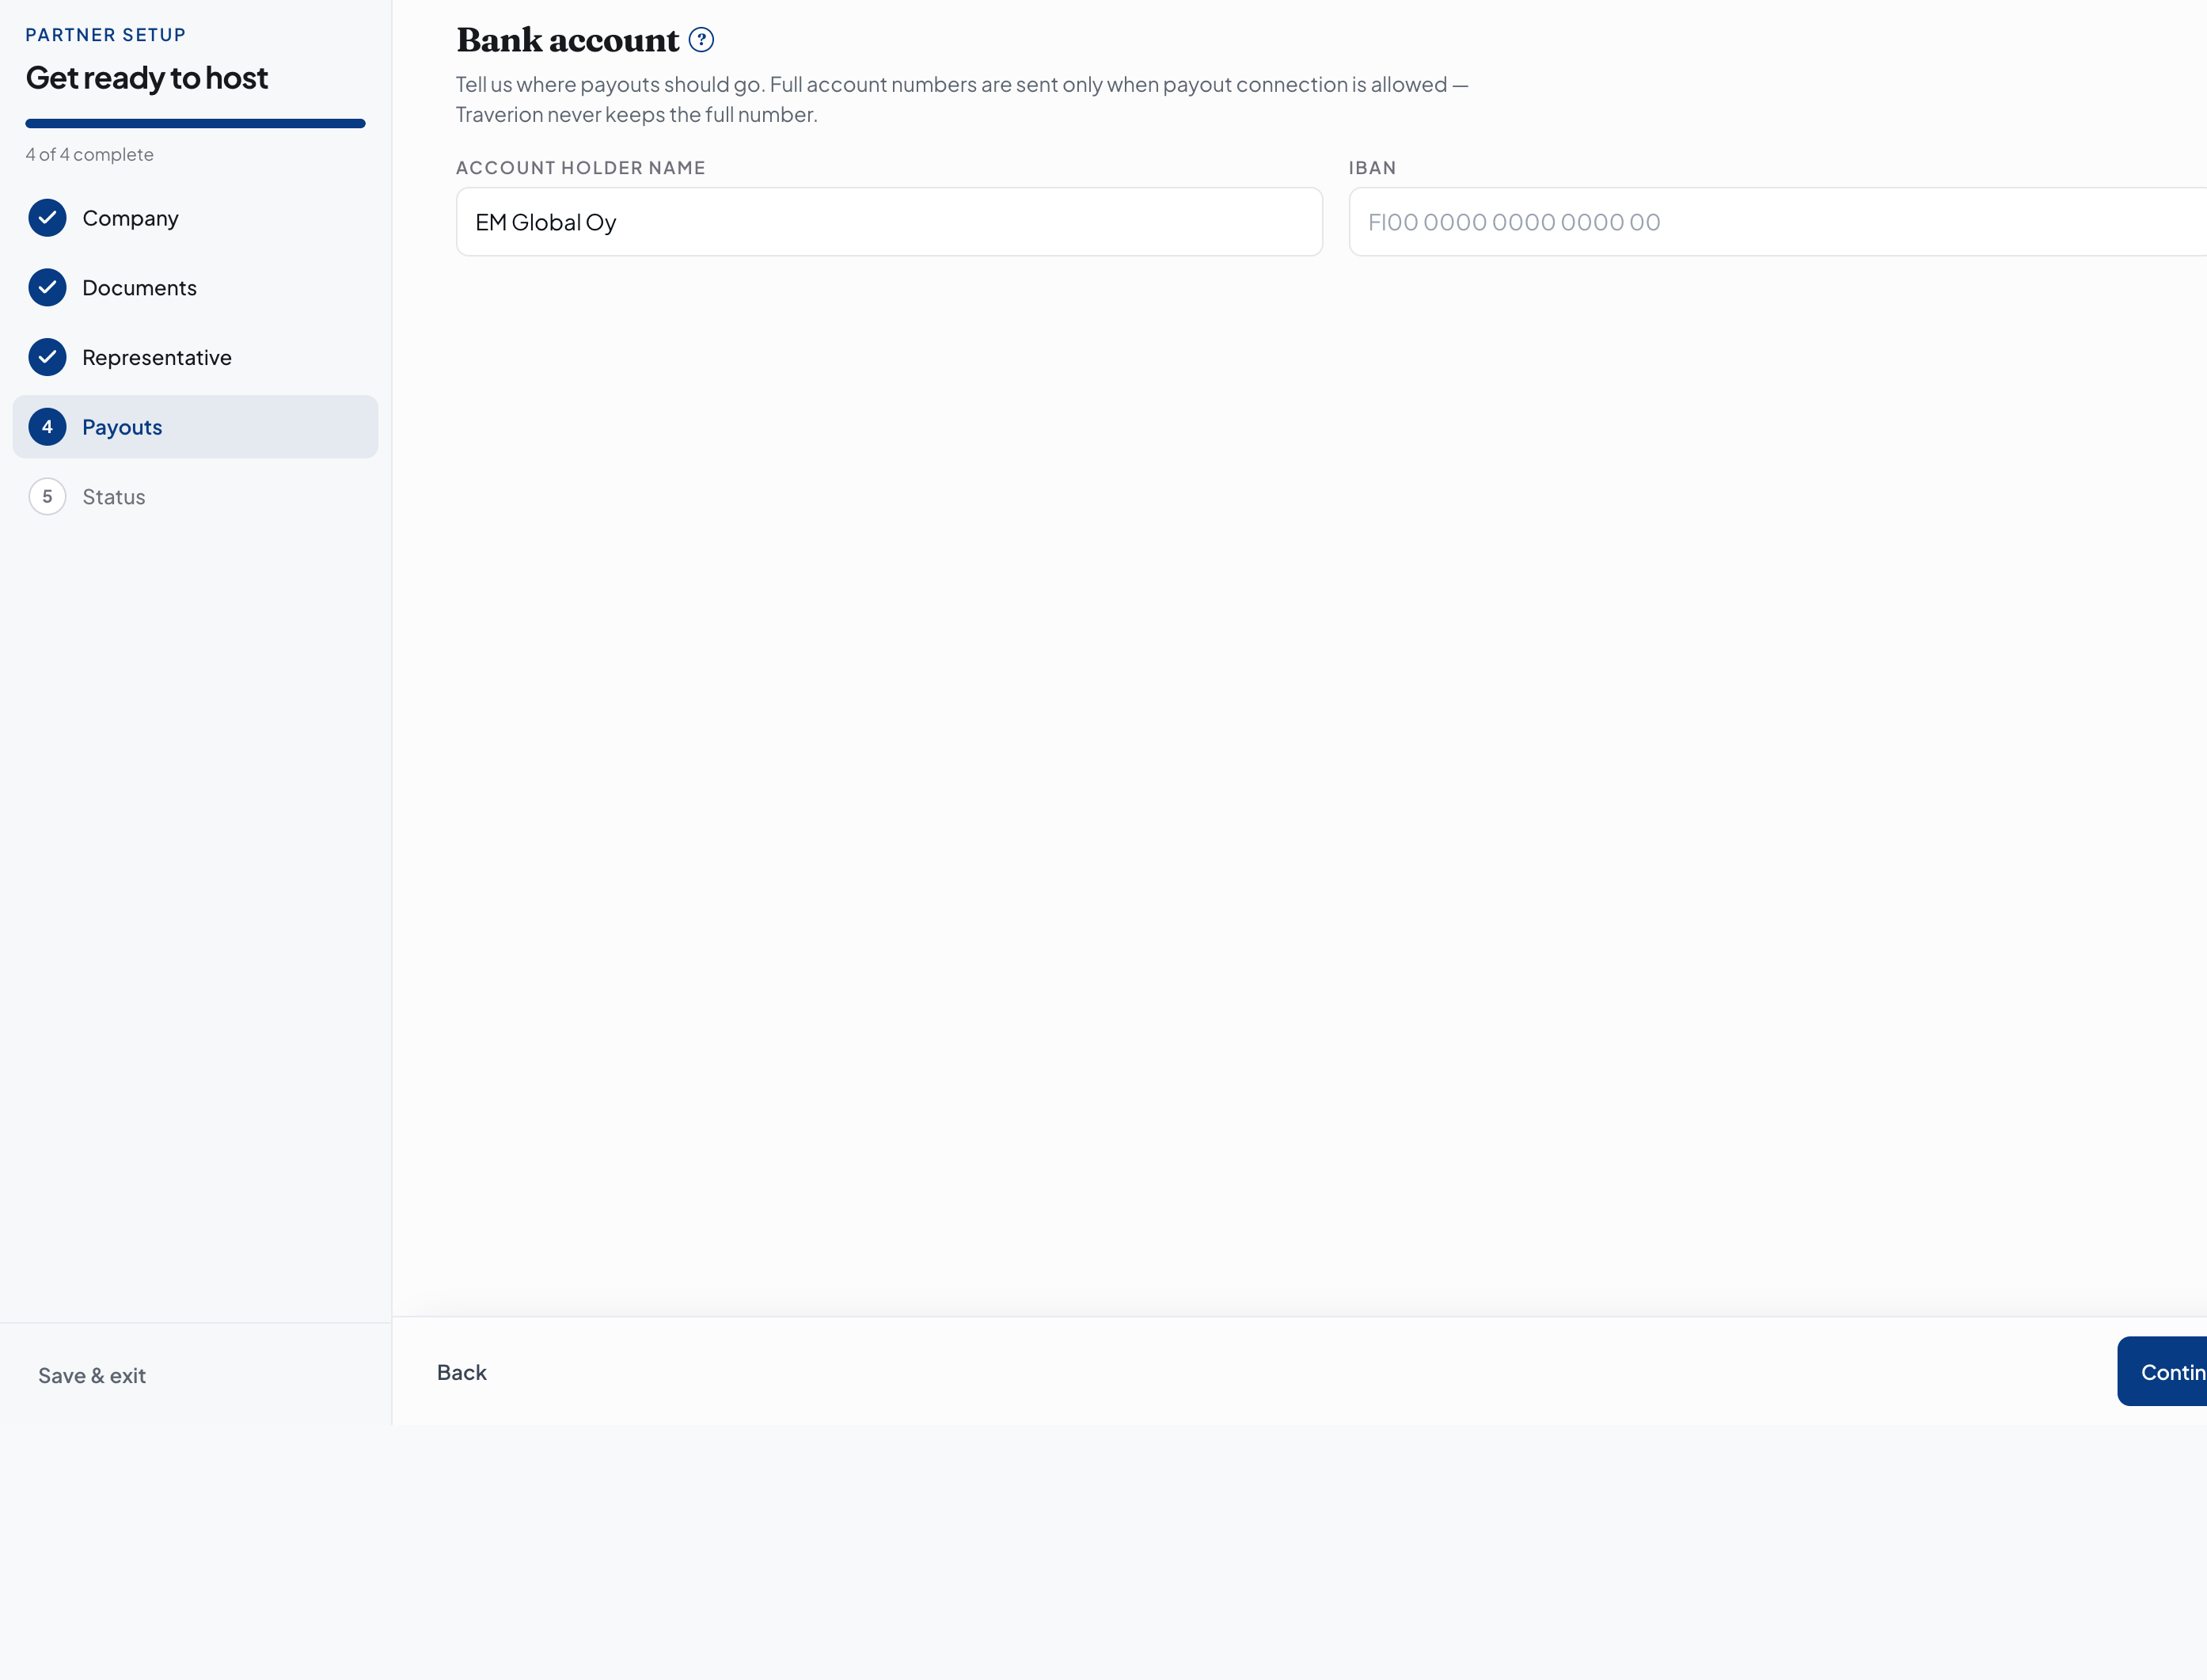 PARTNER SETUP
Get ready to host
4 of 4 complete
Company
Documents
Representative
4 Payouts
5 Status
Save & exit
Bank account ?
Tell us where payouts should go. Full account numbers are sent only when payout connection is allowed —
Traverion never keeps the full number.
ACCOUNT HOLDER NAME
EM Global Oy
IBAN
FI00 0000 0000 0000 00
Back
Contin